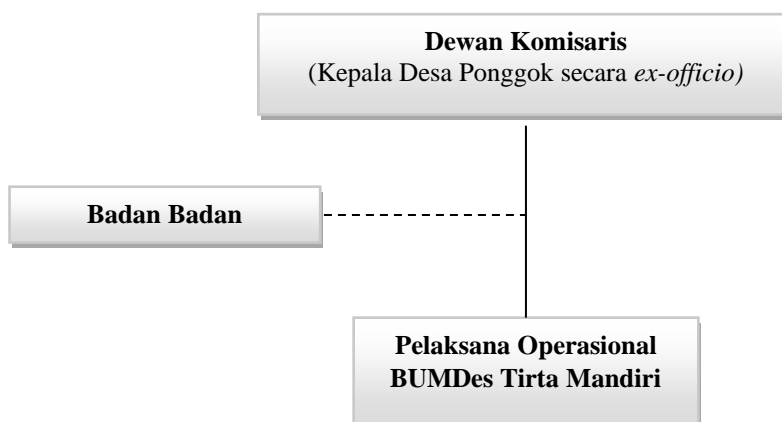 Dewan Komisaris
(Kepala Desa Ponggok secara ex-officio)
Badan Badan
Pelaksana Operasional
BUMDes Tirta Mandiri